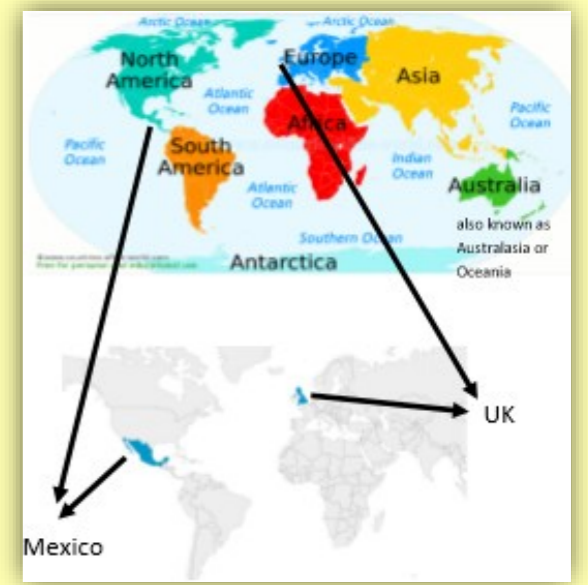 Arctic Ocean
Arctic Ocean
North
America
Europe
Asia
Atlantic
Ocean
Pacific
Ocean
Africa
Pacific
Ocean
South
America
Indian
Ocean
Atlantic
Ocean
Australia
also known as
Australasia or
Oceania
Southern Ocean
Antarctica
UK
Mexico